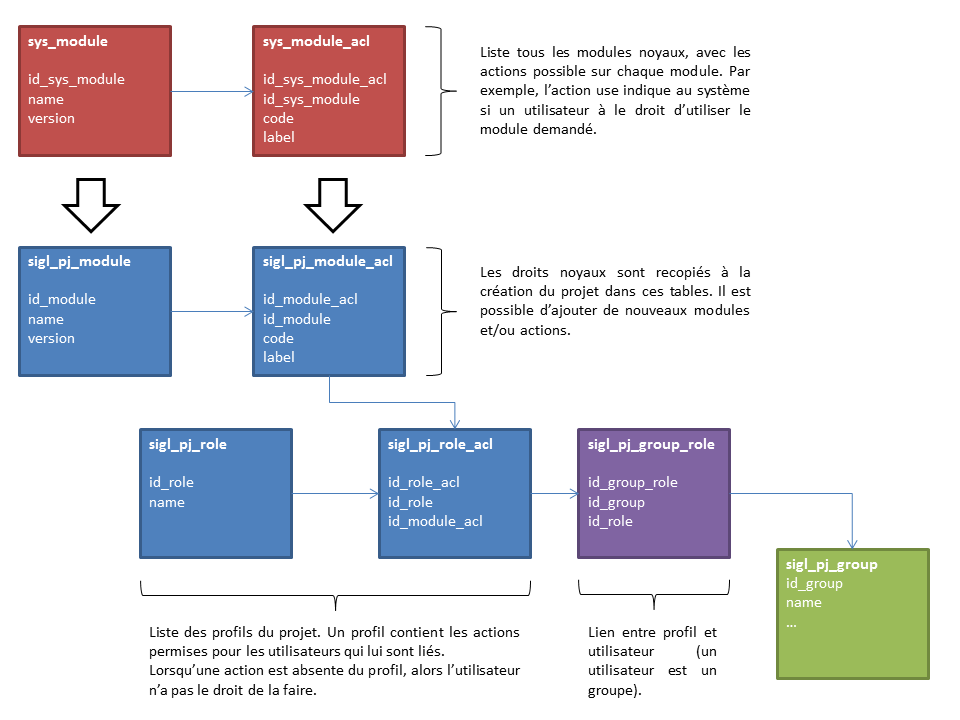 sys_module
id_sys_module
name
version
sys_module_acl
id_sys_module_acl
id_sys_module
code
label
Liste tous les modules noyaux, avec les
actions possible sur chaque module. Par
exemple, l’action use indique au système
si un utilisateur à le droit d’utiliser le
module demandé.
sigl_pj_module
id_module
name
version
sigl_pj_module_acl
id_module_acl
id_module
code
label
Les droits noyaux sont recopiés à la
création du projet dans ces tables. Il est
possible d’ajouter de nouveaux modules
et/ou actions.
sigl_pj_role
id_role
name
sigl_pj_role_acl
id_role_acl
id_role
id_module_acl
sigl_pj_group_role
id_group_role
id_group
id_role
sigl_pj_group
id_group
name
...
Liste des profils du projet. Un profil contient les actions
permises pour les utilisateurs qui lui sont liés.
Lorsqu’une action est absente du profil, alors l’utilisateur
n’a pas le droit de la faire.
Lien entre profil et
utilisateur (un
utilisateur est un
groupe).